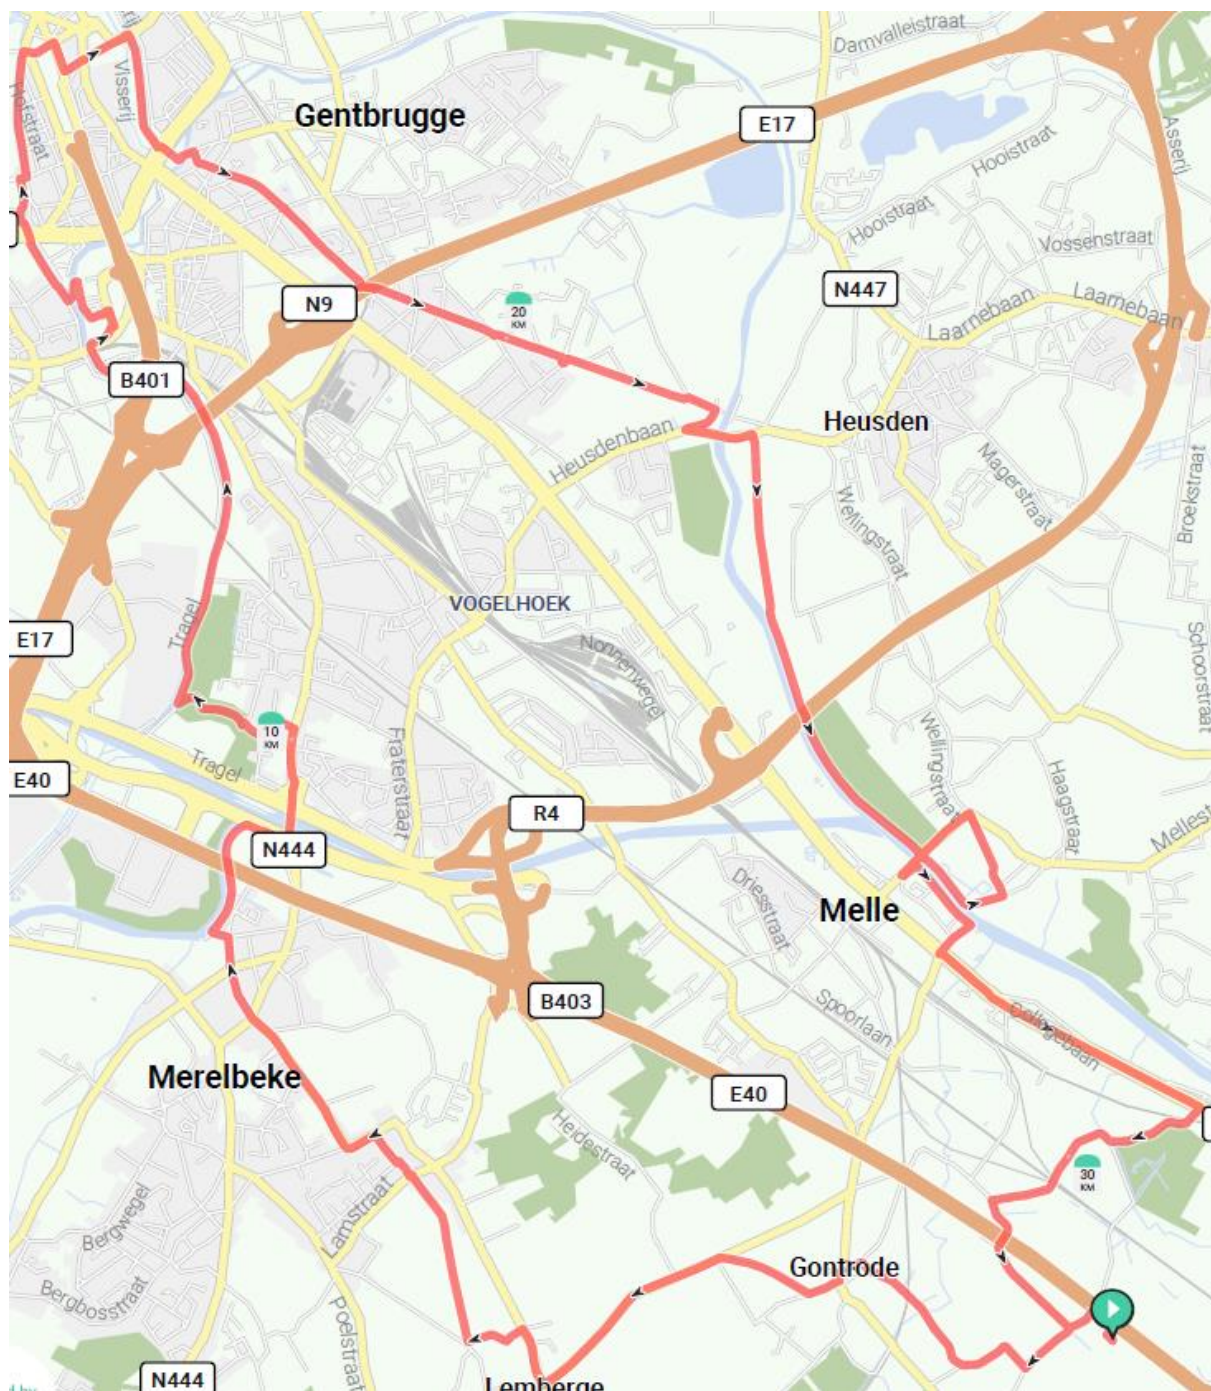 Visserij
Damvalleistraat
Hofstraat
Visserij
Gentbrugge
E17
Asserij
Hooistraat
Hooistraat
Vossenstraat
N9
20
KM
N447
Laarnebaan
Laarnebaan
B401
Heusdenbaan
Heusden
Magerstraat
Wellingstraat
Broekstraat
VOGELHOEK
E17
Tragel
Nonnenwegel
Schoorstraat
10
KM
Tragel
Fraterstraat
Wellingstraat
Haagstraat
E40
R4
N444
Driesstraat
Melle
B403
Spoorlaan
Collegebaan
Merelbeke
E40
Heidestraat
30
KM
Lamstraat
Bergwegel
Gontrode
Bergbosstraat
Poelstraat
N444
Lemberge